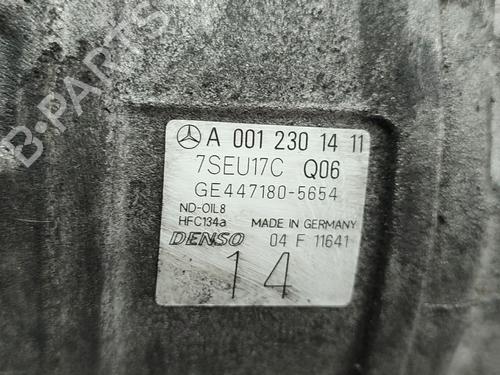 B-PARTS
A 001 230 14 11
7SEU17C Q06
GE447180-5654
ND-OIL8
HFC134a MADE IN GERMANY
DENSO 04 F 11641
14